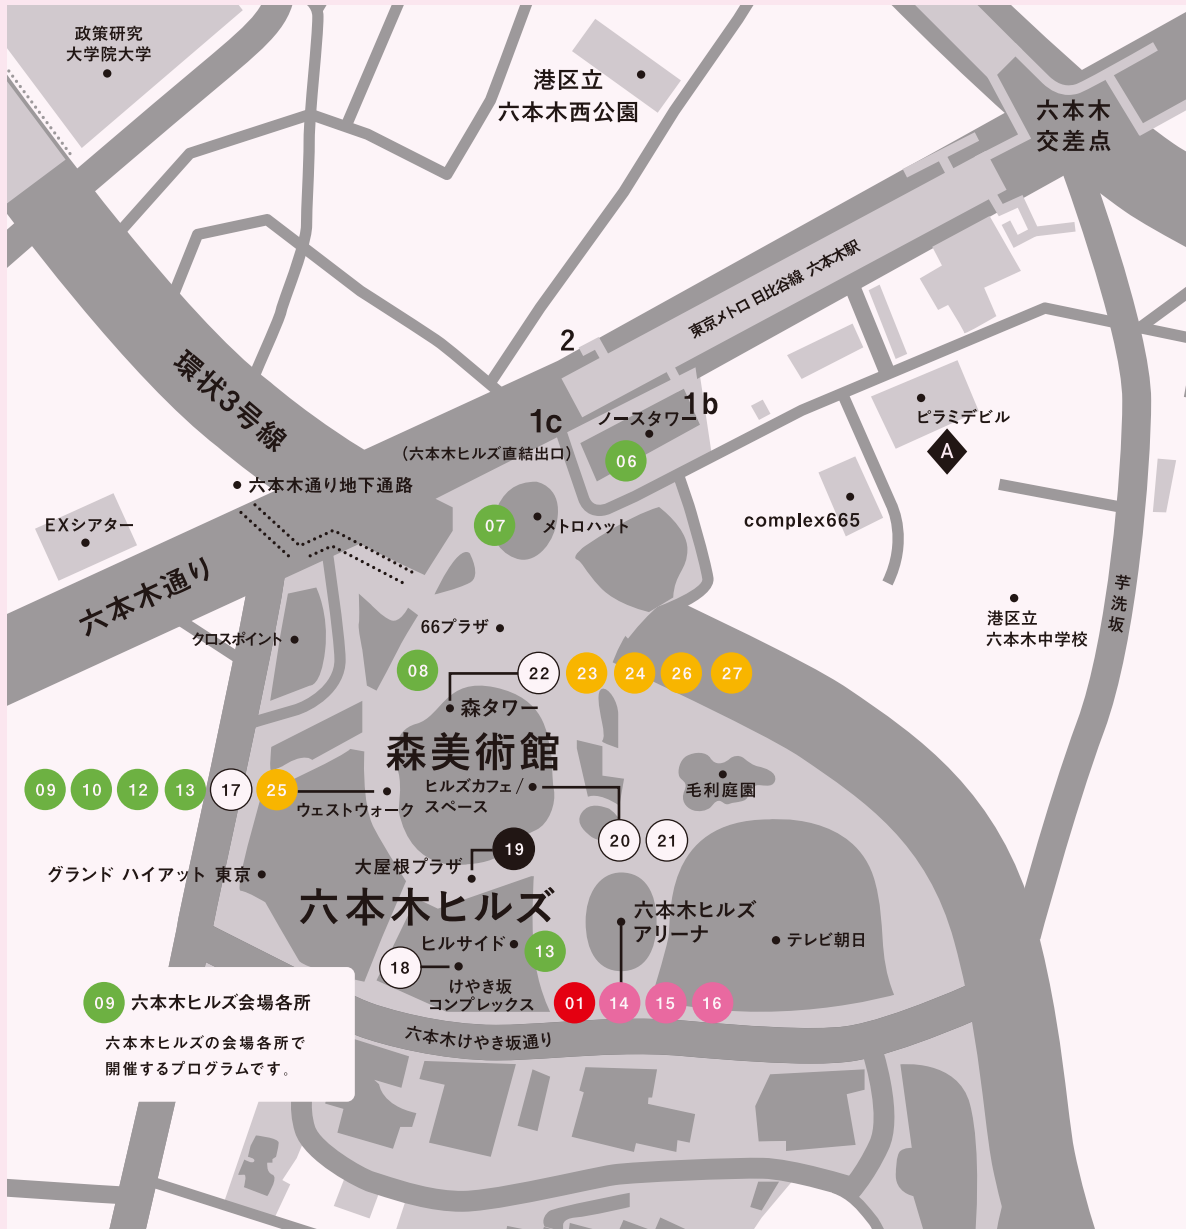 政策研究
大学院大学
港区立
六本木西公園
六本木
交差点
東京メトロ 日比谷線 六本木駅
環状3号線
2
1c
(六本木ヒルズ直結出口)
ノースタワー
1b
06
ピラミデビル
A
六本木通り地下通路
EXシアター
六本木通り
07
メトロハット
complex665
芋洗坂
港区立
六本木中学校
クロスポイント
66プラザ
08
22
23
24
26
27
森タワー
森美術館
ヒルズカフェ/
スペース
毛利庭園
09
10
12
13
17
25
ウェストウォーク
20
21
19
大屋根プラザ
グランド ハイアット 東京
六本木ヒルズ
六本木ヒルズ
アリーナ
テレビ朝日
ヒルサイド
13
18
けやき坂
コンプレックス
01
14
15
16
六本木けやき坂通り
09 六本木ヒルズ会場各所
六本木ヒルズの会場各所で
開催するプログラムです。